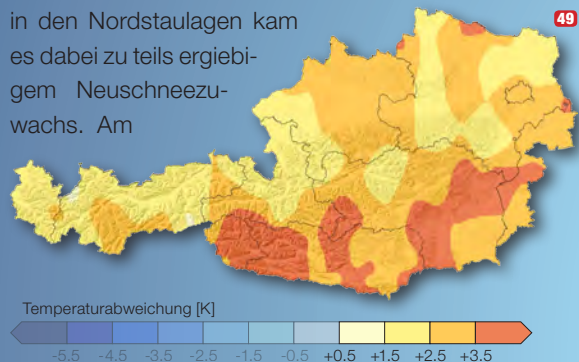 in den Nordstaulagen kam
es dabei zu teils ergiebi-
gem Neuschneezu-
wachs. Am
49
Temperaturabweichung [K]
-5.5 -4.5 -3.5 -2.5 -1.5 -0.5 +0.5 +1.5 +2.5 +3.5